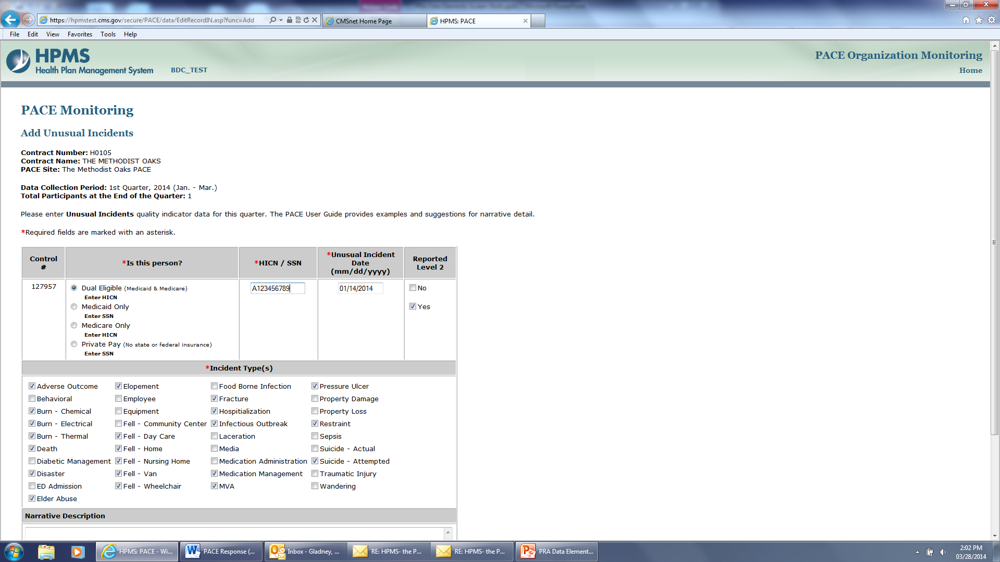 https://hpmstest.cms.gov/secure/PACE/data/EditRecordIN.asp?func=Add
CMSnet Home Page
HPMS: PACE
File Edit View Favorites Tools Help
HPMS
Health Plan Management System
BDC_TEST
PACE Organization Monitoring
Home
PACE Monitoring
Add Unusual Incidents
Contract Number: H0105
Contract Name: THE METHODIST OAKS
PACE Site: The Methodist Oaks PACE
Data Collection Period: 1st Quarter, 2014 (Jan. - Mar.)
Total Participants at the End of the Quarter: 1
Please enter Unusual Incidents quality indicator data for this quarter. The PACE User Guide provides examples and suggestions for narrative detail.
*Required fields are marked with an asterisk.
Control #
*Is this person?
*HICN / SSN
*Unusual Incident Date (mm/dd/yyyy)
Reported Level 2
127957
Dual Eligible (Medicaid & Medicare)
Enter HICN
Medicaid Only
Enter SSN
Medicare Only
Enter HICN
Private Pay (No state or federal insurance)
Enter SSN
A123456789
01/14/2014
No
Yes
*Incident Type(s)
Adverse Outcome Elopement Food Borne Infection Pressure Ulcer
Behavioral Employee Fracture Property Damage
Burn - Chemical Equipment Hospitialization Property Loss
Burn - Electrical Fell - Community Center Infectious Outbreak Restraint
Burn - Thermal Fell - Day Care Laceration Sepsis
Death Fell - Home Media Suicide - Actual
Diabetic Management Fell - Nursing Home Medication Administration Suicide - Attempted
Disaster Fell - Van Medication Management Traumatic Injury
ED Admission Fell - Wheelchair MVA Wandering
Elder Abuse
Narrative Description
HPMS: PACE - Wi...
PACE Response (...
Inbox - Gladney, ...
RE: HPMS- the P...
RE: HPMS- the P...
PRA Data Element...
2:02 PM
03/28/2014